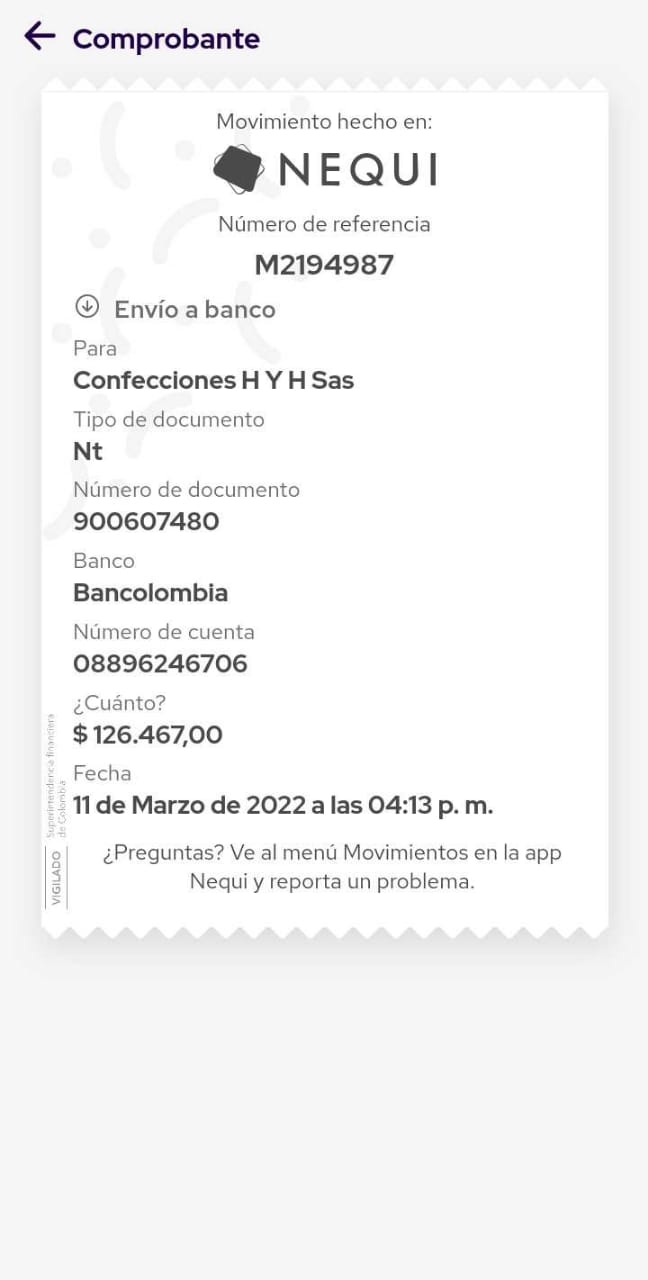 Comprobante
Movimiento hecho en:
NEQUI
Número de referencia
M2194987
Envío a banco
Para
Confecciones H Y H Sas
Tipo de documento
Nt
Número de documento
900607480
Banco
Bancolombia
Número de cuenta
08896246706
¿Cuánto?
$ 126.467,00
Fecha
11 de Marzo de 2022 a las 04:13 p. m.
¿Preguntas? Ve al menú Movimientos en la app
Nequi y reporta un problema.
VIGILADO
Superintendencia financiera
de Colombia